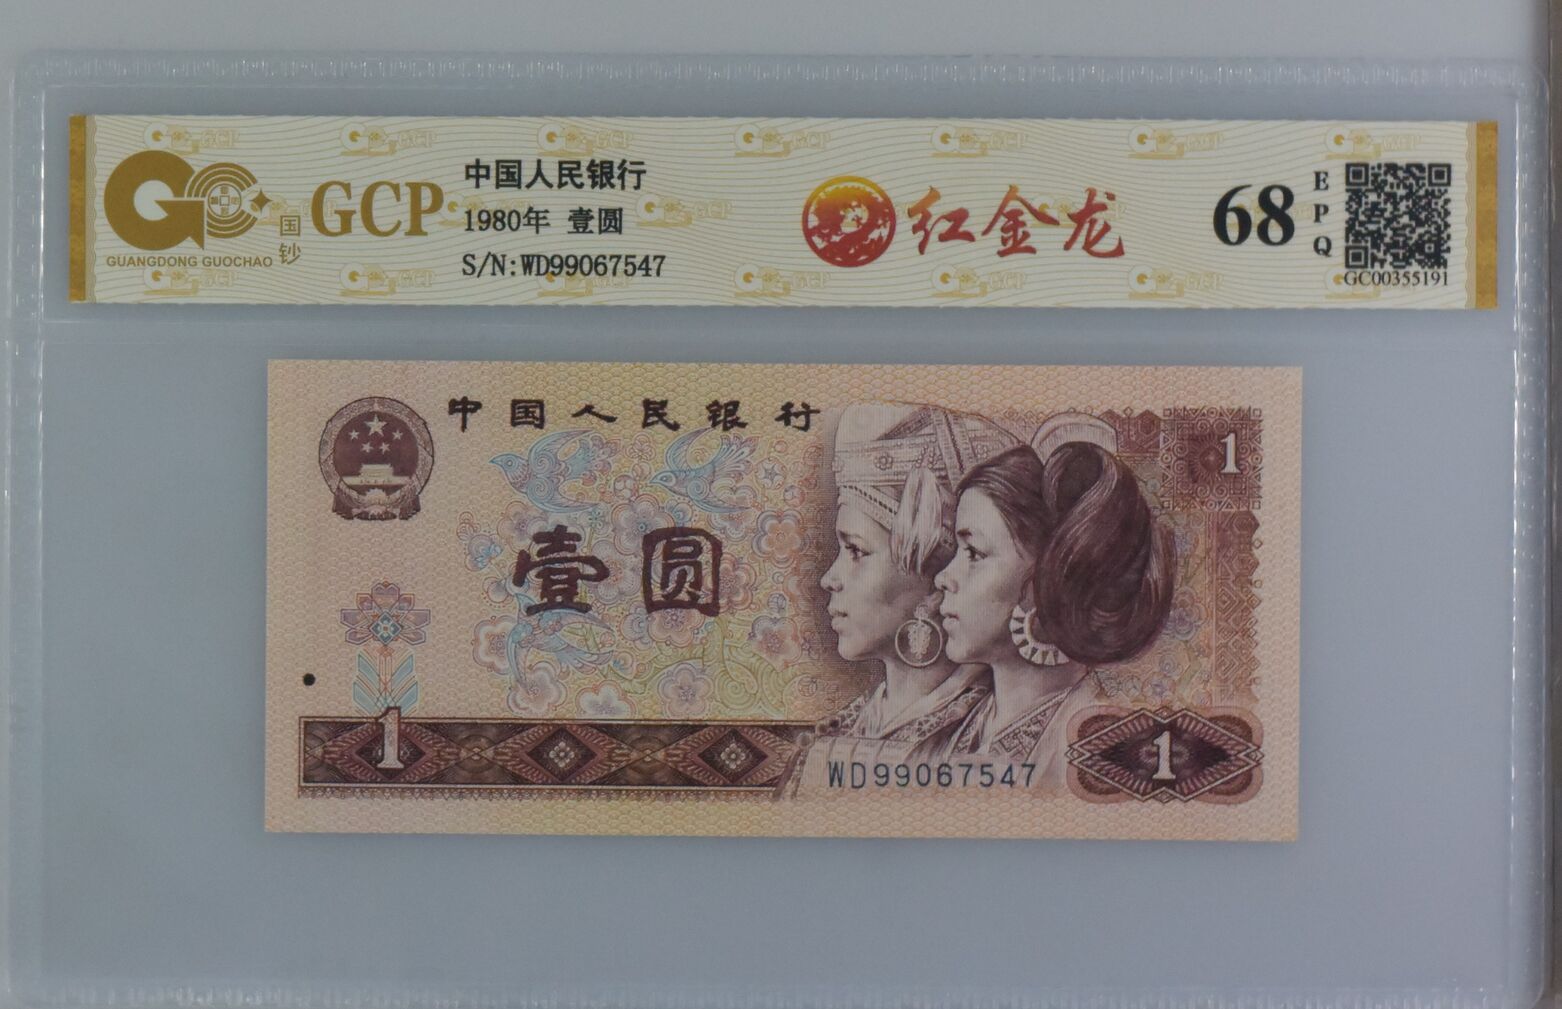 GUANGDONG GUOCHAO
国钞
GCP
中国人民银行
1980年 壹圆
S/N:WD99067547
红金龙
68
EPQ
GC00355191
中国人民银行
1
壹圆
1
WD99067547
1